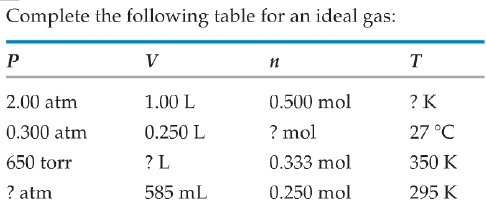 Complete the following table for an ideal gas:
P V n T
2.00 atm 1.00 L 0.500 mol ? K
0.300 atm 0.250 L ? mol 27 °C
650 torr ? L 0.333 mol 350 K
? atm 585 mL 0.250 mol 295 K